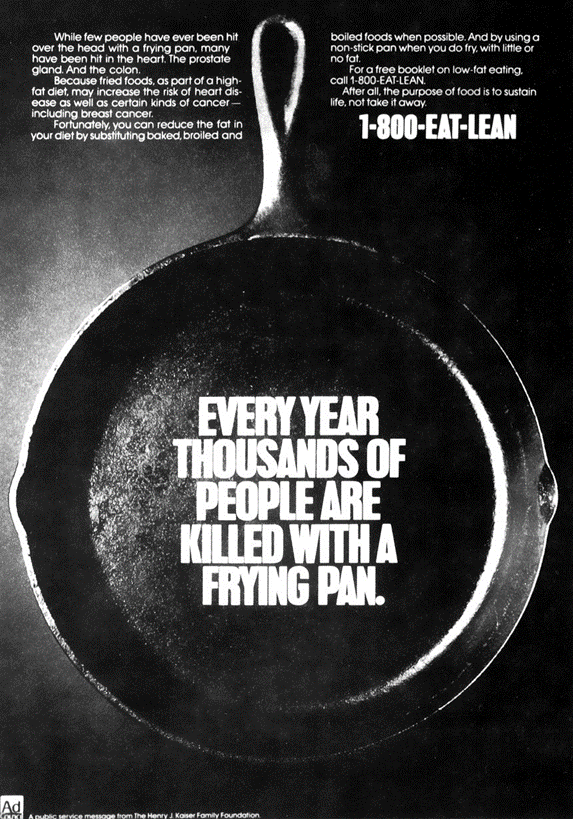 While few people have ever been hit
over the head with a frying pan, many
have been hit in the heart. The prostate
gland. And the colon.
Because fried foods, as part of a high-
fat diet, may increase the risk of heart dis-
ease as well as certain kinds of cancer—
including breast cancer.
Fortunately, you can reduce the fat in
your diet by substituting baked, broiled and
boiled foods when possible. And by using a
non-stick pan when you do fry, with little or
no fat.
For a free booklet on low-fat eating,
call 1-800-EAT-LEAN.
After all, the purpose of food is to sustain
life, not take it away.
1-800-EAT-LEAN
EVERY YEAR
THOUSANDS OF
PEOPLE ARE
KILLED WITH A
FRYING PAN.
Ad
Council
A public service message from The Henry J. Kaiser Family Foundation.